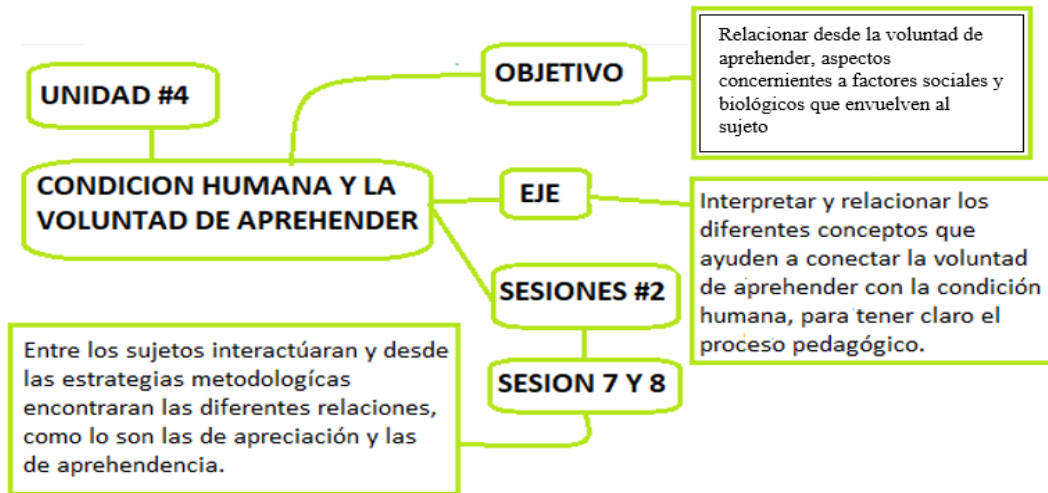 UNIDAD #4
CONDICION HUMANA Y LA
VOLUNTAD DE APREHENDER
OBJETIVO
Relacionar desde la voluntad de
aprehender, aspectos
concernientes a factores sociales y
biológicos que envuelven al
sujeto
EJE
Interpretar y relacionar los
diferentes conceptos que
ayuden a conectar la voluntad
de aprehender con la condición
humana, para tener claro el
proceso pedagógico.
SESIONES #2
SESION 7 Y 8
Entre los sujetos interactúaran y desde
las estrategias metodologícas
encontraran las diferentes relaciones,
como lo son las de apreciación y las
de aprehendencia.